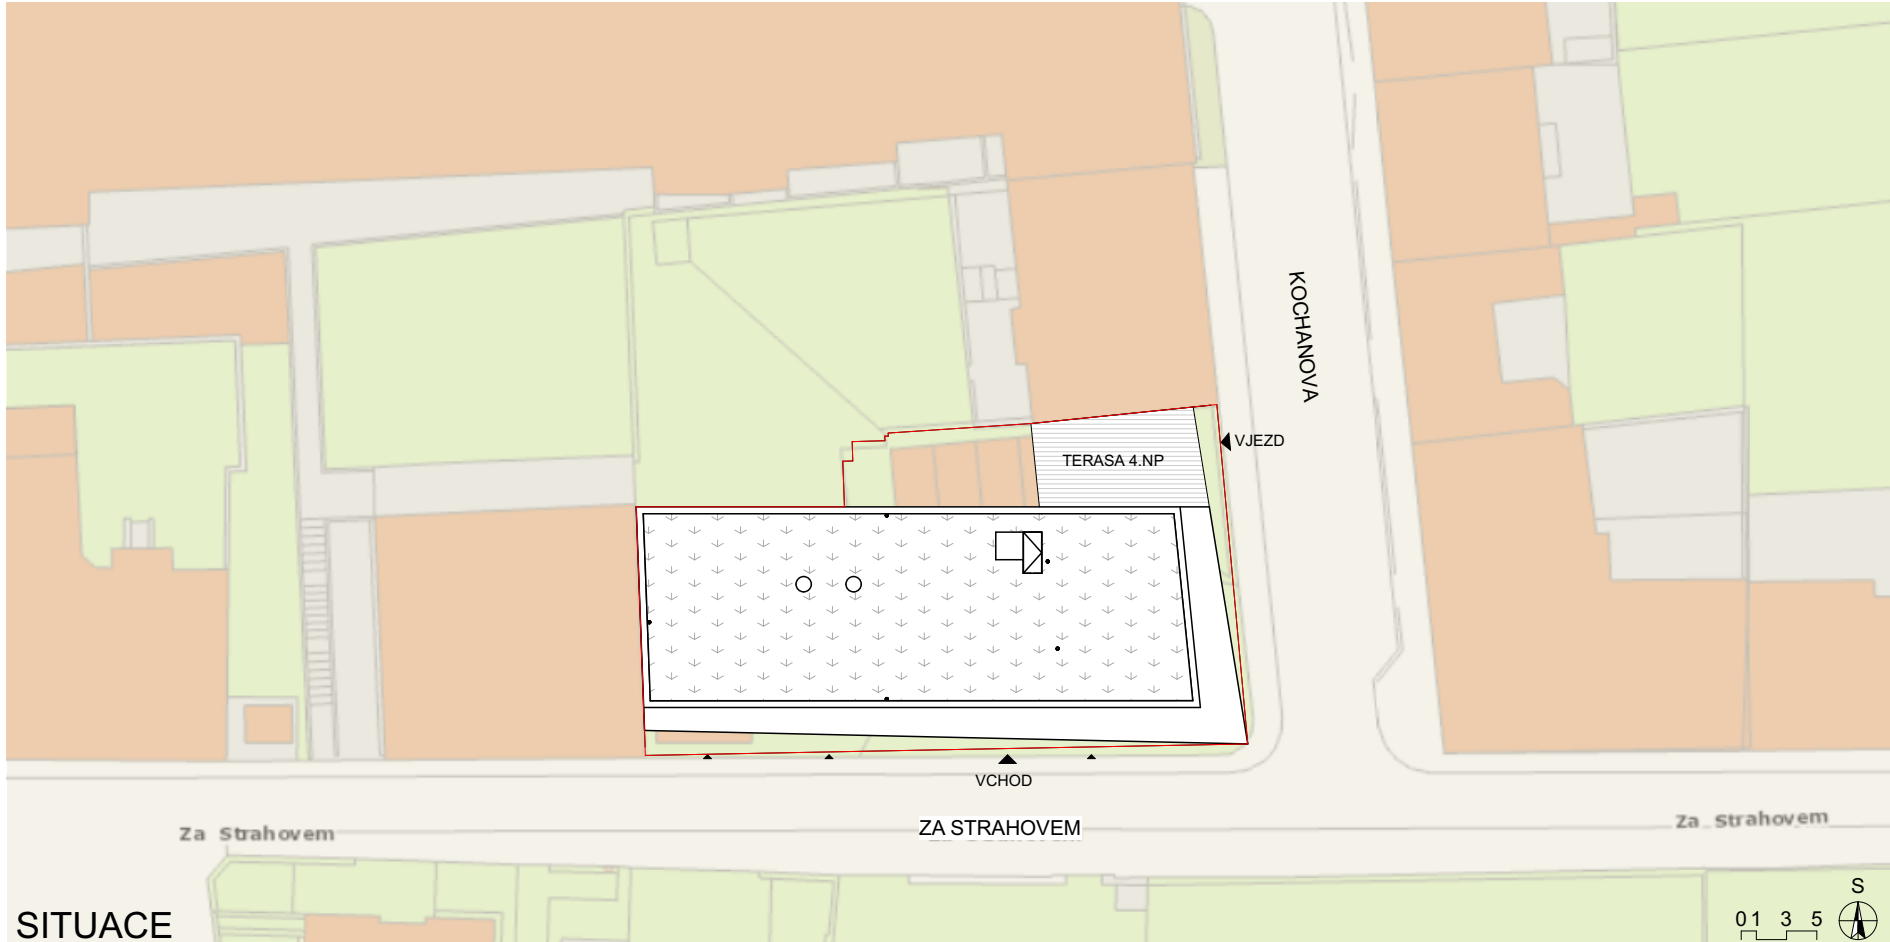 KOCHANOVA
VJEZD
TERASA 4.NP
VCHOD
ZA STRAHOVEM
Za Strahovem
Za Strahovem
SITUACE
S
0 1 3 5